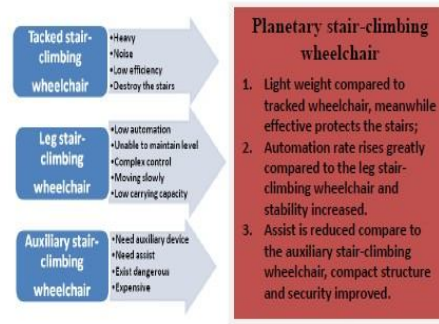 Tacked stair-
climbing
wheelchair
•Heavy
•Noise
•Low efficiency
•Destroy the stairs
Leg stair-
climbing
wheelchair
•Low automation
•Unable to maintain level
•Complex control
•Moving slowly
•Low carrying capacity
Auxiliary stair-
climbing
wheelchair
•Need auxiliary device
•Need assist
•Exist dangerous
•Expensive
Planetary stair-climbing
wheelchair
1. Light weight compared to
tracked wheelchair, meanwhile
effective protects the stairs;
2. Automation rate rises greatly
compared to the leg stair-
climbing wheelchair and
stability increased.
3. Assist is reduced compare to
the auxiliary stair-climbing
wheelchair, compact structure
and security improved.